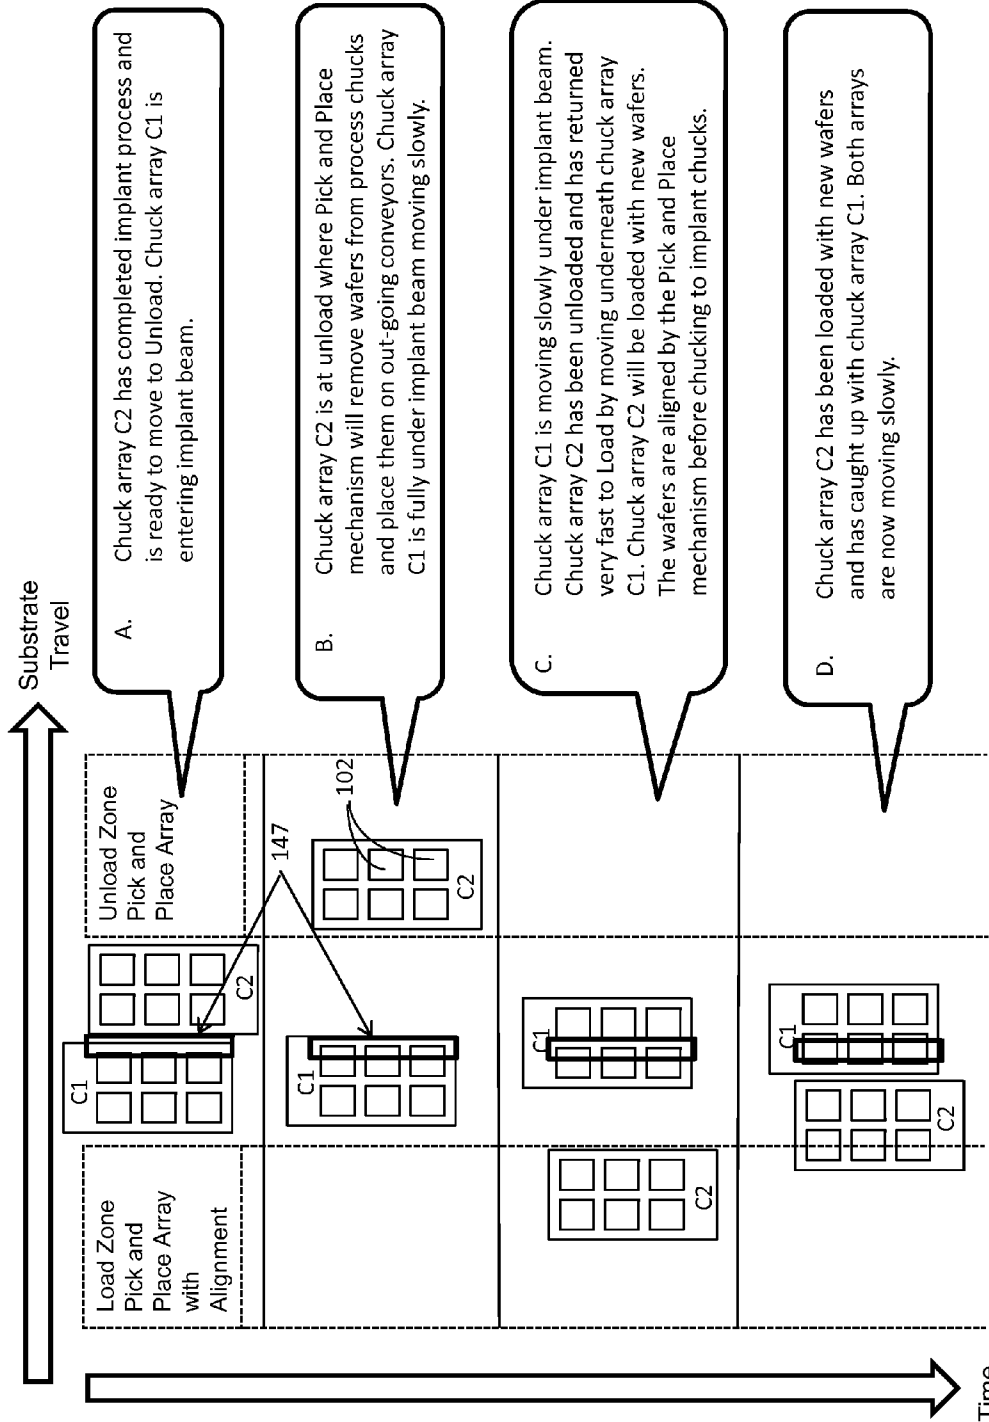 Substrate
Travel
Time
Load Zone
Pick and
Place Array
with
Alignment
Unload Zone
Pick and
Place Array
C1
C2
147
102
C1
C2
C1
C2
C1
C2
A. Chuck array C2 has completed implant process and
is ready to move to Unload. Chuck array C1 is
entering implant beam.
B. Chuck array C2 is at unload where Pick and Place
mechanism will remove wafers from process chucks
and place them on out-going conveyors. Chuck array
C1 is fully under implant beam moving slowly.
C. Chuck array C1 is moving slowly under implant beam.
Chuck array C2 has been unloaded and has returned
very fast to Load by moving underneath chuck array
C1. Chuck array C2 will be loaded with new wafers.
The wafers are aligned by the Pick and Place
mechanism before chucking to implant chucks.
D. Chuck array C2 has been loaded with new wafers
and has caught up with chuck array C1. Both arrays
are now moving slowly.